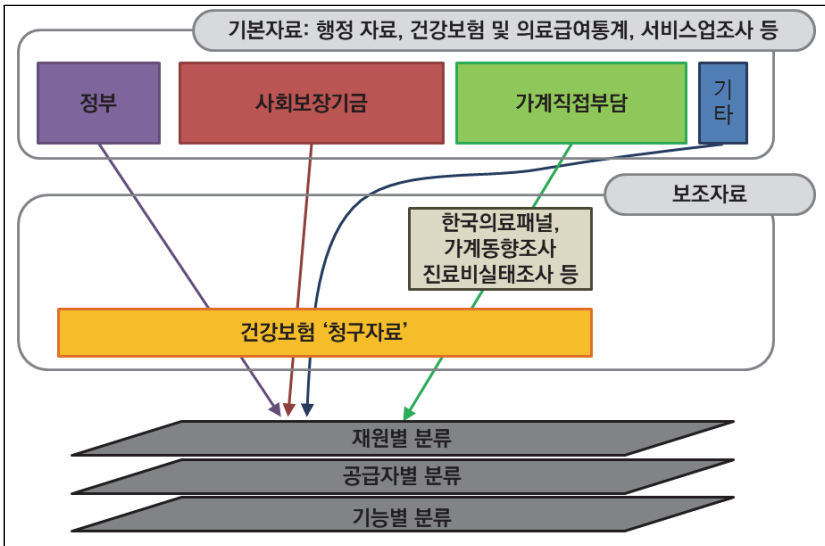 기본자료: 행정 자료, 건강보험 및 의료급여통계, 서비스업조사 등
정부
사회보장기금
가계직접부담
기
타
보조자료
한국의료패널,
가계동향조사
진료비실태조사 등
건강보험 ‘청구자료’
재원별 분류
공급자별 분류
기능별 분류